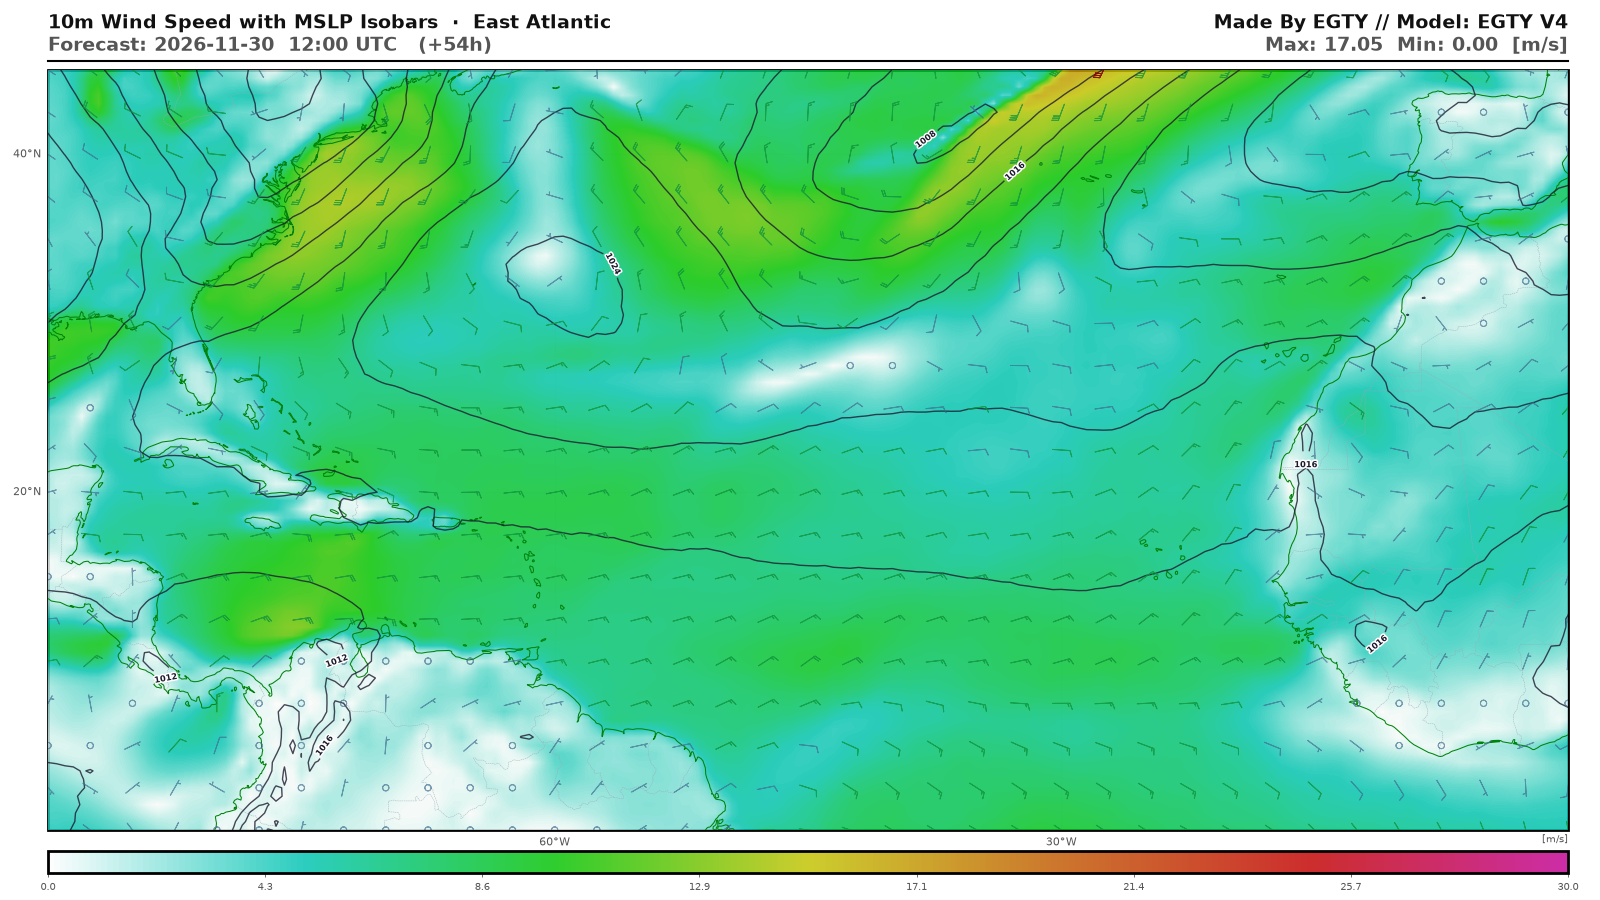 10m Wind Speed with MSLP Isobars  ·  East Atlantic
Made By EGTY // Model: EGTY V4
Forecast: 2026-11-30  12:00 UTC   (+54h)
Max: 17.05  Min: 0.00  [m/s]
40°N
1008
1016
1024
20°N
1016
1016
1012
1012
1016
60°W
30°W
[m/s]
0.0
4.3
8.6
12.9
17.1
21.4
25.7
30.0